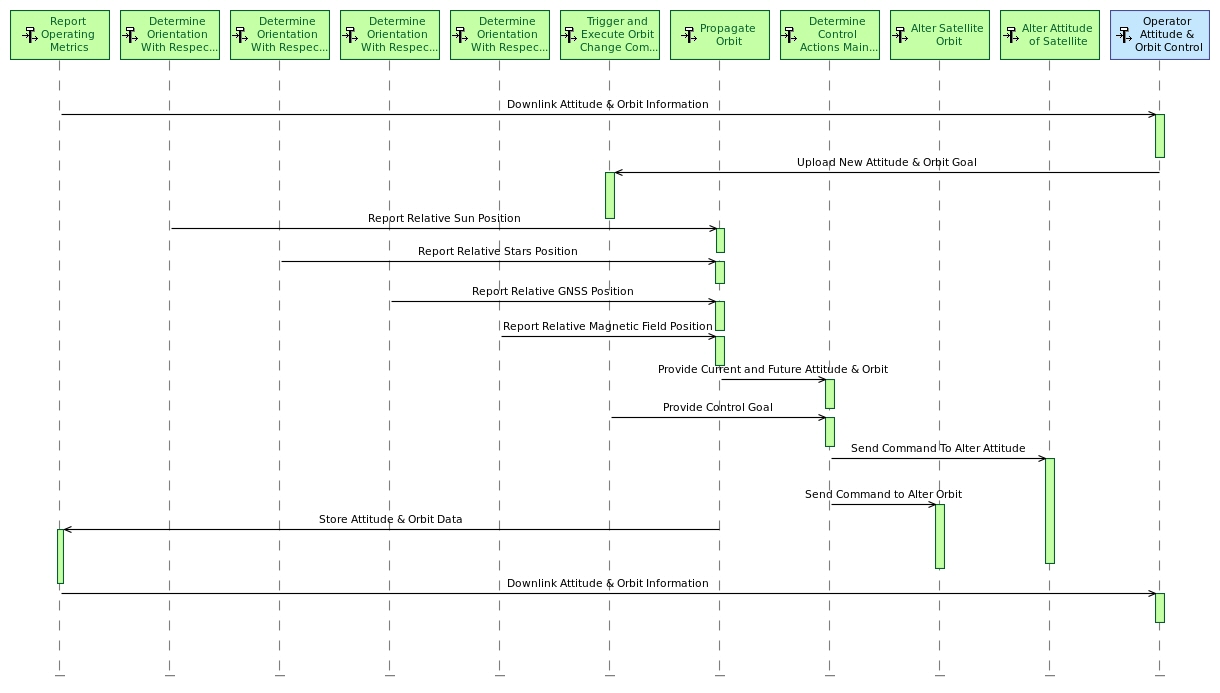 Report
Operating
Metrics
Determine
Orientation
With Respec...
Determine
Orientation
With Respec...
Determine
Orientation
With Respec...
Determine
Orientation
With Respec...
Trigger and
Execute Orbit
Change Com...
Propagate
Orbit
Determine
Control
Actions Main...
Alter Satellite
Orbit
Alter Attitude
of Satellite
Operator
Attitude &
Orbit Control
Downlink Attitude & Orbit Information
Upload New Attitude & Orbit Goal
Report Relative Sun Position
Report Relative Stars Position
Report Relative GNSS Position
Report Relative Magnetic Field Position
Provide Current and Future Attitude & Orbit
Provide Control Goal
Send Command To Alter Attitude
Send Command to Alter Orbit
Store Attitude & Orbit Data
Downlink Attitude & Orbit Information